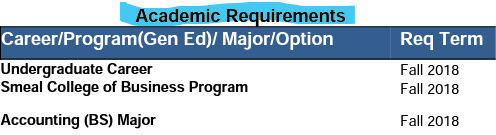 Academic Requirements
Career/Program(Gen Ed)/ Major/Option Req Term
Undergraduate Career Fall 2018
Smeal College of Business Program Fall 2018
Accounting (BS) Major Fall 2018